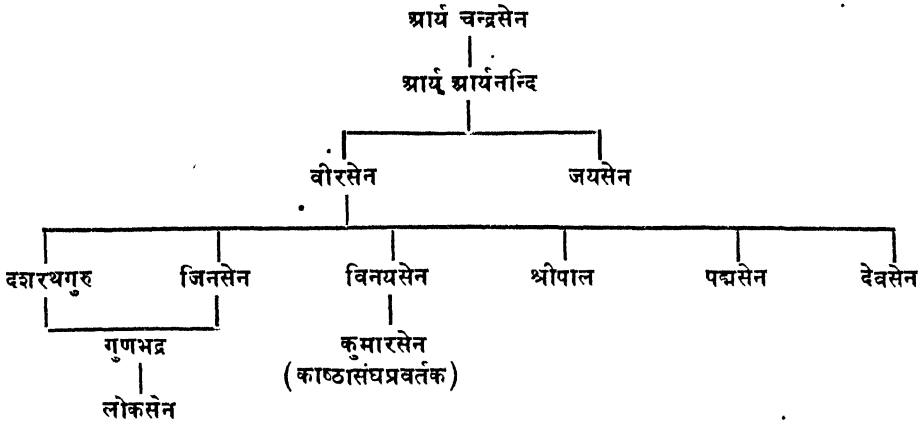 आर्य चन्द्रसेन
आर्य आर्यनन्दि
वीरसेन जयसेन
दशरथगुरु जिनसेन विनयसेन श्रीपाल पद्मसेन देवसेन
गुणभद्र कुमारसेन
(काष्ठासंघप्रवर्तक)
लोकसेन